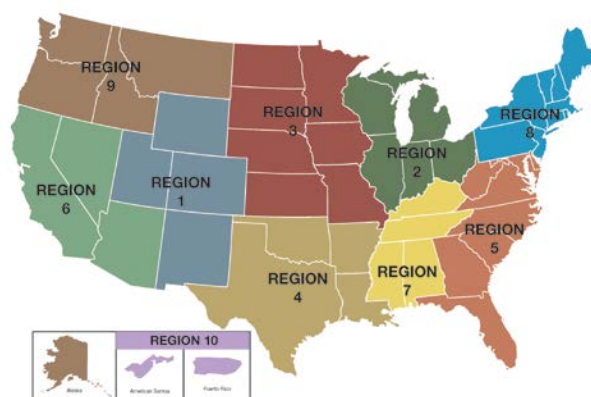 REGION
9
REGION
3
REGION
8
REGION
2
REGION
1
REGION
6
REGION
5
REGION
7
REGION
4
REGION 10
Alaska
American Samoa
Puerto Rico